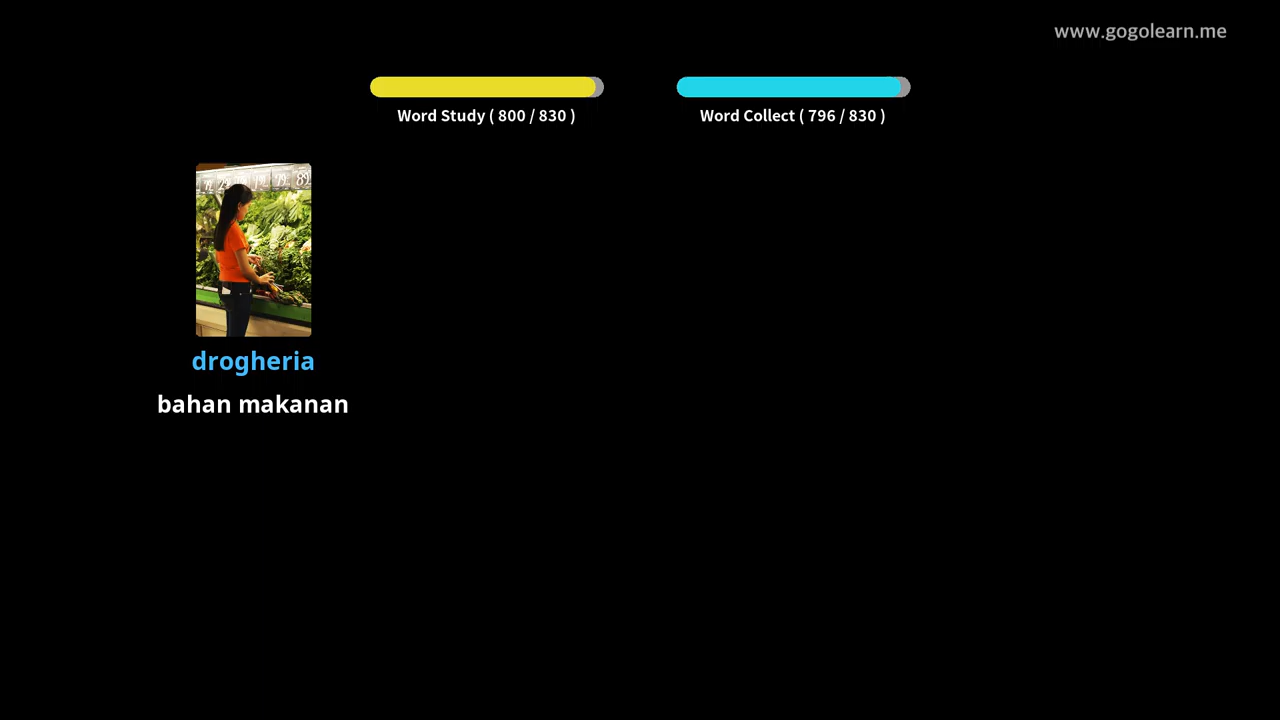 www.gogolearn.me
Word Study ( 800 / 830 )
Word Collect ( 796 / 830 )
drogheria
bahan makanan